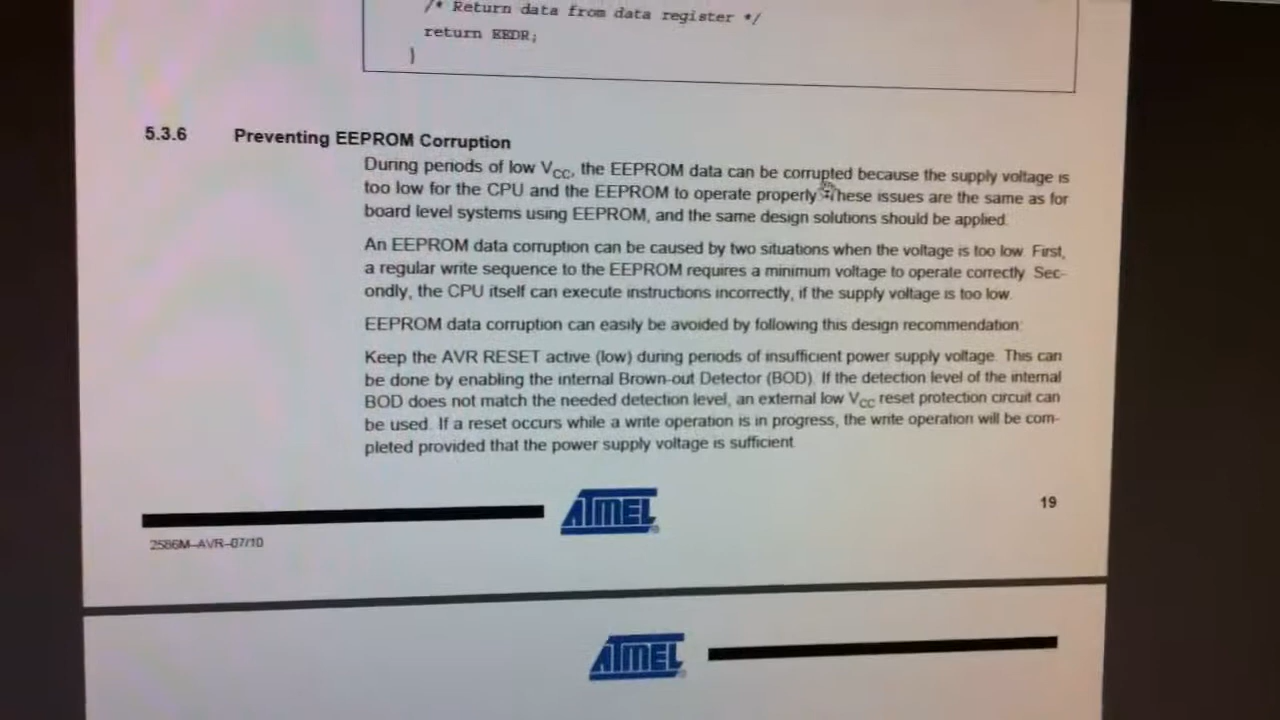 /* Return data from data register */
return EEDR;
}
5.3.6 Preventing EEPROM Corruption
During periods of low VCC, the EEPROM data can be corrupted because the supply voltage is
too low for the CPU and the EEPROM to operate properly. These issues are the same as for
board level systems using EEPROM, and the same design solutions should be applied.
An EEPROM data corruption can be caused by two situations when the voltage is too low. First,
a regular write sequence to the EEPROM requires a minimum voltage to operate correctly. Sec-
ondly, the CPU itself can execute instructions incorrectly, if the supply voltage is too low.
EEPROM data corruption can easily be avoided by following this design recommendation:
Keep the AVR RESET active (low) during periods of insufficient power supply voltage. This can
be done by enabling the internal Brown-out Detector (BOD). If the detection level of the internal
BOD does not match the needed detection level, an external low VCC reset protection circuit can
be used. If a reset occurs while a write operation is in progress, the write operation will be com-
pleted provided that the power supply voltage is sufficient.
ATMEL
19
2586M–AVR–07/10
ATMEL